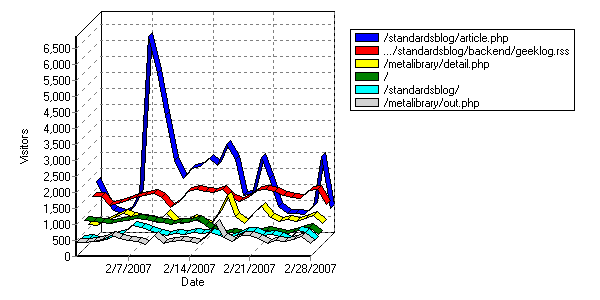 6,500
6,000
5,500
5,000
4,500
4,000
3,500
3,000
2,500
2,000
1,500
1,000
500
0
Visitors
2/7/2007 2/14/2007 2/21/2007 2/28/2007
Date
/standardsblog/article.php
.../standardsblog/backend/geeklog.rss
/metalibrary/detail.php
/
/standardsblog/
/metalibrary/out.php